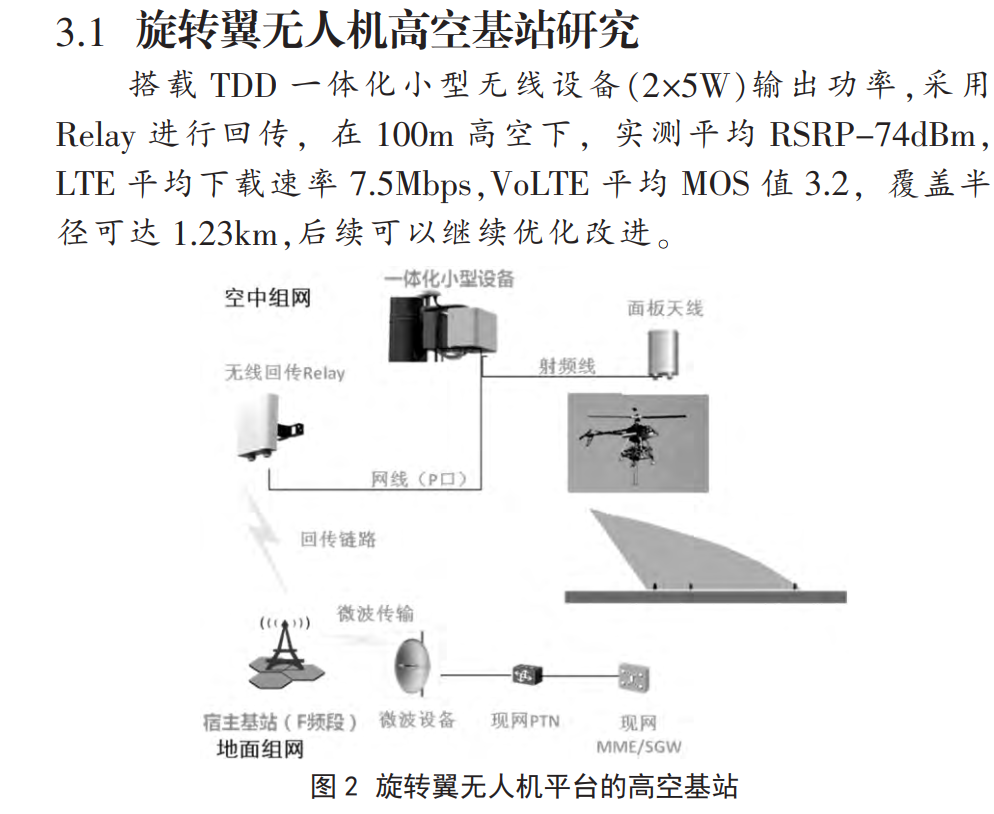 3.1 旋转翼无人机高空基站研究
搭载 TDD 一体化小型无线设备(2×5W)输出功率,采用
Relay 进行回传，在 100m 高空下，实测平均 RSRP-74dBm,
LTE 平均下载速率 7.5Mbps,VoLTE 平均 MOS 值 3.2，覆盖半
径可达 1.23km,后续可以继续优化改进。
一体化小型设备
空中组网
面板天线
射频线
无线回传Relay
网线（P口）
回传链路
微波传输
宿主基站（F频段）
微波设备
现网PTN
现网
MME/SGW
地面组网
图 2 旋转翼无人机平台的高空基站